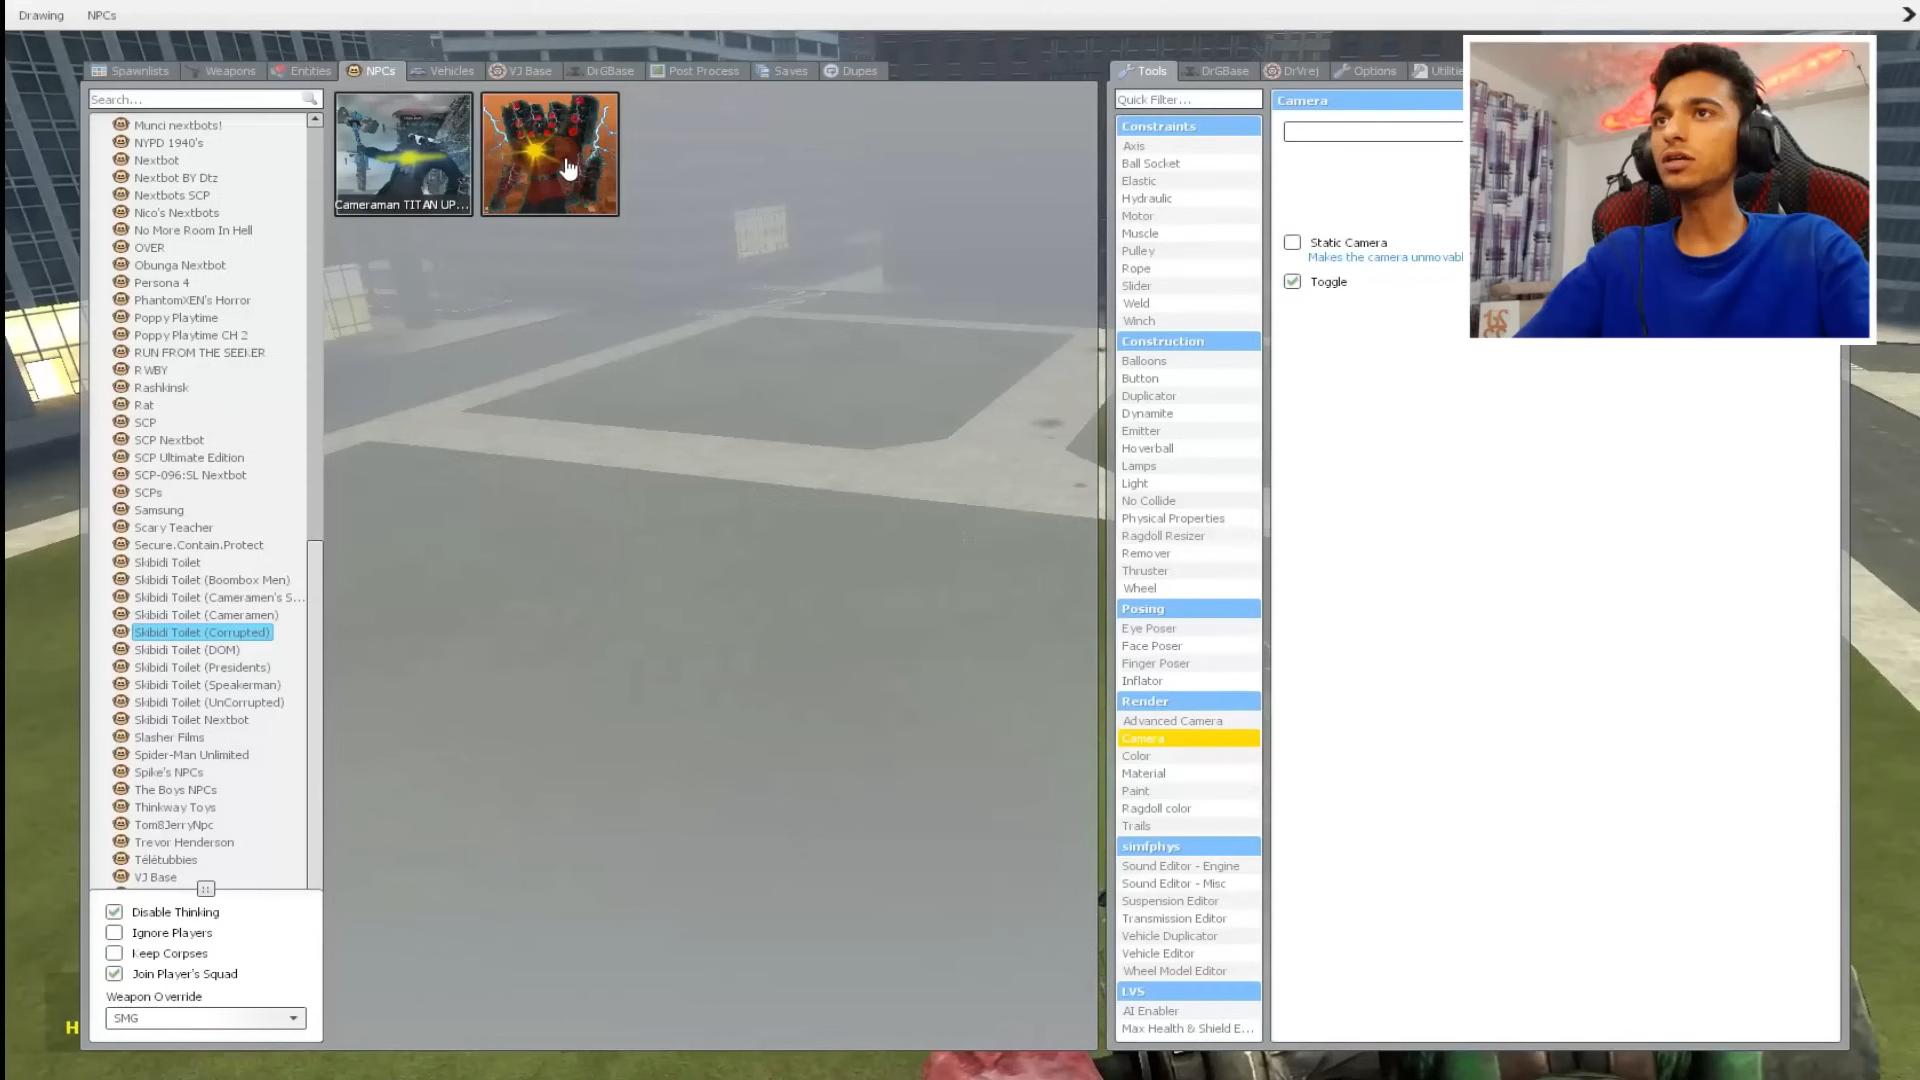 Drawing NPCs
Spawnlists Weapons Entities NPCs Vehicles VJ Base DrGBase Post Process Saves Dupes
Search...
Munci nextbots!
NYPD 1940's
Nextbot
Nextbot BY Dtz
Nextbots SCP
Nico's Nextbots
No More Room In Hell
OVER
Obunga Nextbot
Persona 4
PhantomXEN's Horror
Poppy Playtime
Poppy Playtime CH 2
RUN FROM THE SEEKER
RWBY
Rashkinsk
Rat
SCP
SCP Nextbot
SCP Ultimate Edition
SCP-096:SL Nextbot
SCPs
Samsung
Scary Teacher
Secure.Contain.Protect
Skibidi Toilet
Skibidi Toilet (Boombox Men)
Skibidi Toilet (Cameramen's S...
Skibidi Toilet (Cameramen)
Skibidi Toilet (Corrupted)
Skibidi Toilet (DOM)
Skibidi Toilet (Presidents)
Skibidi Toilet (Speakerman)
Skibidi Toilet (UnCorrupted)
Skibidi Toilet Nextbot
Slasher Films
Spider-Man Unlimited
Spike's NPCs
The Boys NPCs
Thinkway Toys
Tom&JerryNpc
Trevor Henderson
Télétubbies
VJ Base
Disable Thinking
Ignore Players
Keep Corpses
Join Player's Squad
Weapon Override
SMG
H
Cameraman TITAN UP...
Tools DrGBase DrVrej Options Utilitie
Quick Filter...
Constraints
Axis
Ball Socket
Elastic
Hydraulic
Motor
Muscle
Pulley
Rope
Slider
Weld
Winch
Construction
Balloons
Button
Duplicator
Dynamite
Emitter
Hoverball
Lamps
Light
No Collide
Physical Properties
Ragdoll Resizer
Remover
Thruster
Wheel
Posing
Eye Poser
Face Poser
Finger Poser
Inflator
Render
Advanced Camera
Camera
Color
Material
Paint
Ragdoll color
Trails
simfphys
Sound Editor - Engine
Sound Editor - Misc
Suspension Editor
Transmission Editor
Vehicle Duplicator
Vehicle Editor
Wheel Model Editor
LVS
AI Enabler
Max Health & Shield E...
Camera
Static Camera
Makes the camera unmovabl
Toggle